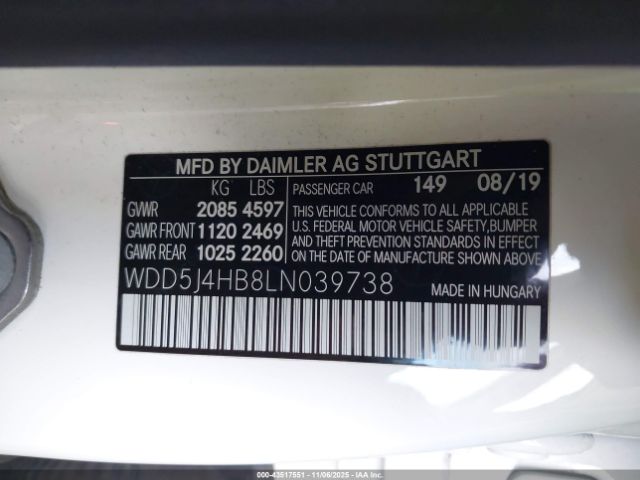 MFD BY DAIMLER AG STUTTGART
KG LBS
GVWR 2085 4597
GAWR FRONT 1120 2469
GAWR REAR 1025 2260
PASSENGER CAR 149 08/19
THIS VEHICLE CONFORMS TO ALL APPLICABLE
U.S. FEDERAL MOTOR VEHICLE SAFETY,BUMPER
AND THEFT PREVENTION STANDARDS IN EFFECT
ON THE DATE OF MANUFACTURE SHOWN ABOVE.
WDD5J4HB8LN039738 MADE IN HUNGARY
000-43517551 - 11/06/2025 - IAAI.COM